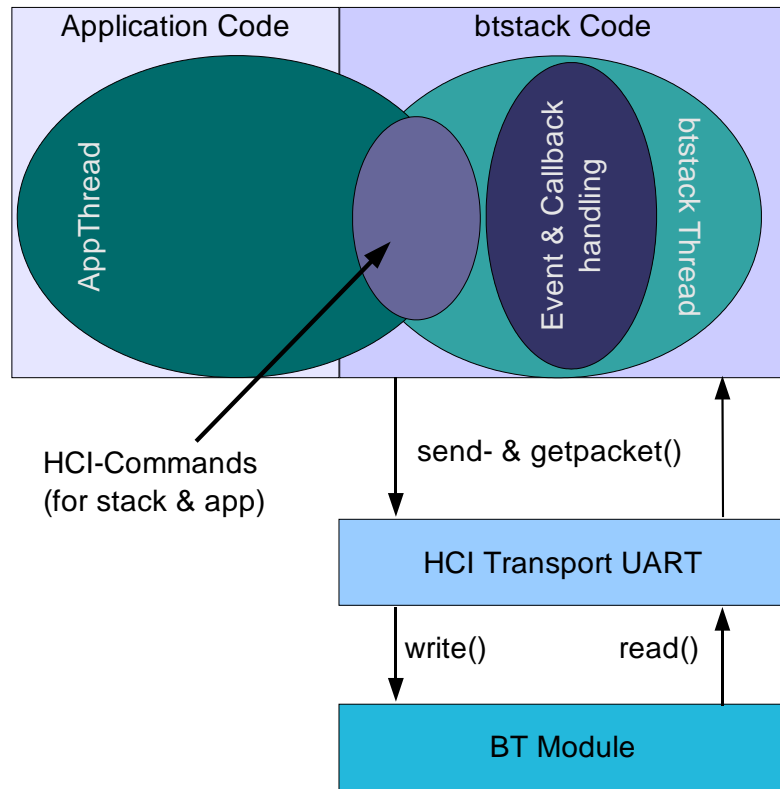 Application Code
btstack Code
AppThread
Event & Callback
handling
btstack Thread
HCI-Commands
(for stack & app)
send- & getpacket()
HCI Transport UART
write()
read()
BT Module